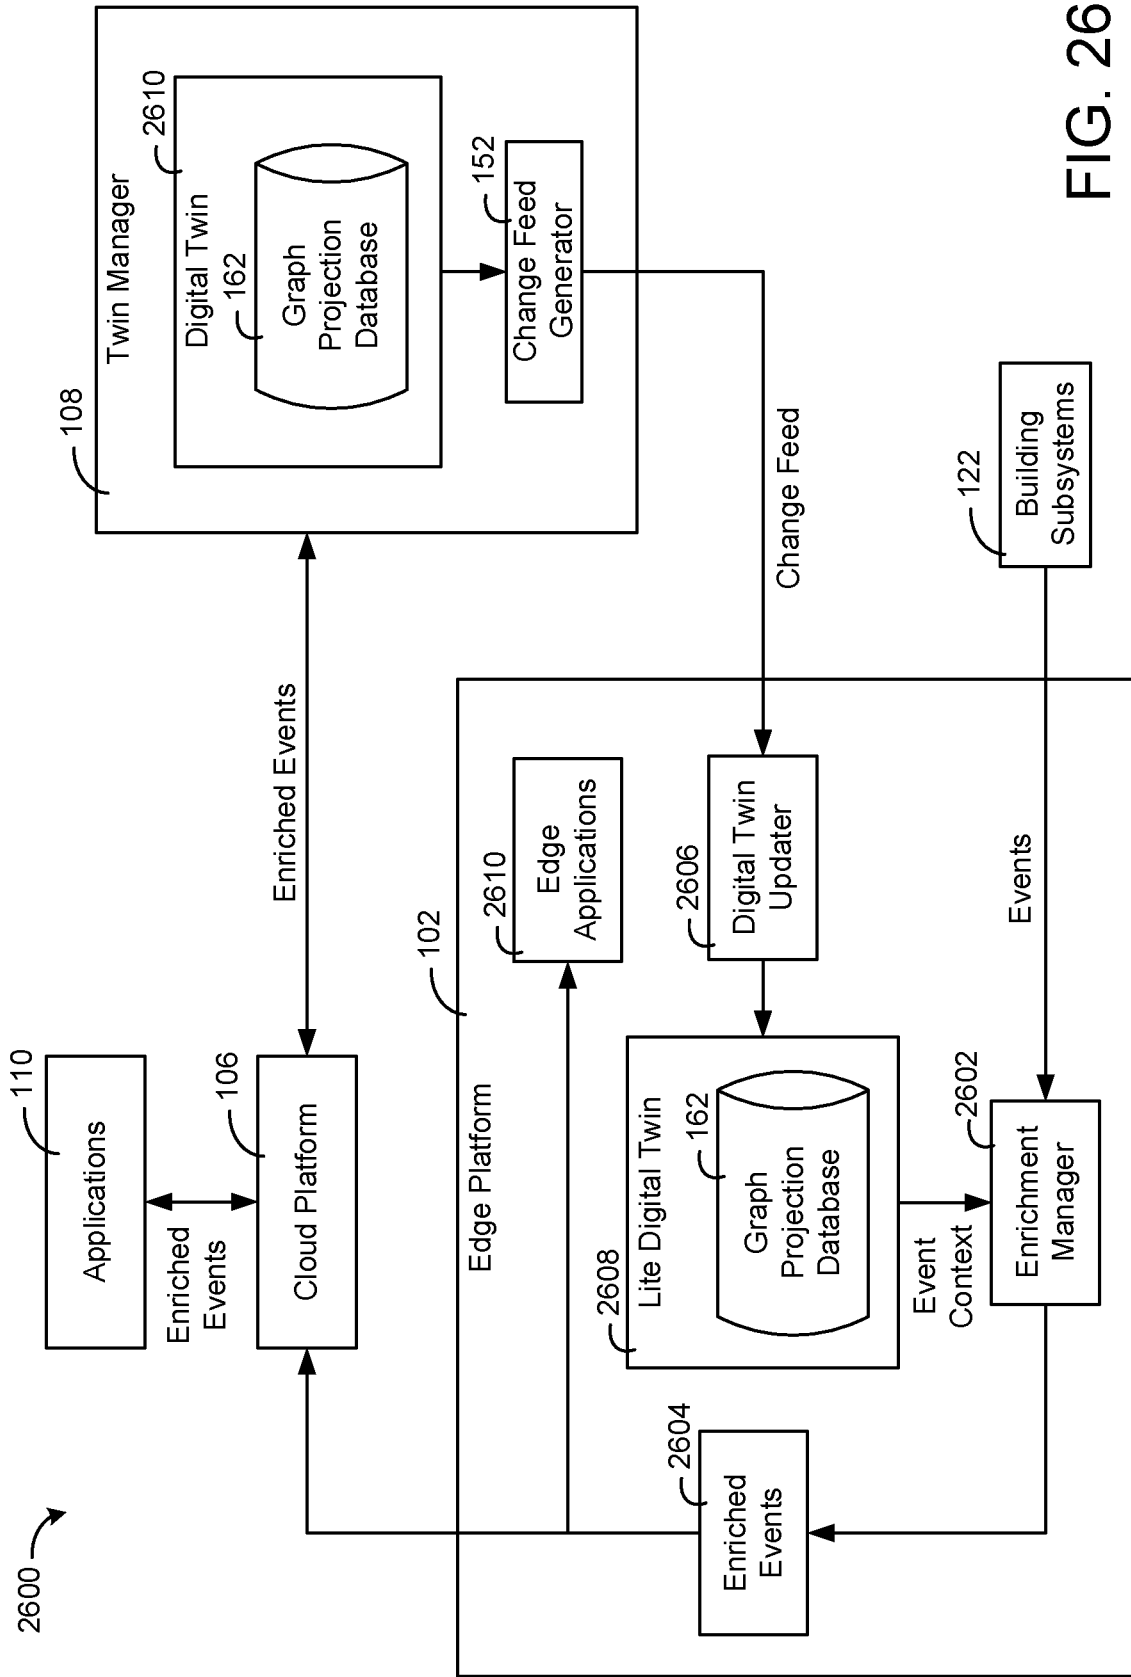 2600
110
Applications
Enriched
Events
106
Cloud Platform
Enriched Events
108
Twin Manager
2610
Digital Twin
162
Graph
Projection
Database
152
Change Feed
Generator
Change Feed
102
Edge Platform
2610
Edge
Applications
2606
Digital Twin
Updater
2608
Lite Digital Twin
162
Graph
Projection
Database
Event
Context
2604
Enriched
Events
2602
Enrichment
Manager
Events
122
Building
Subsystems
FIG. 26